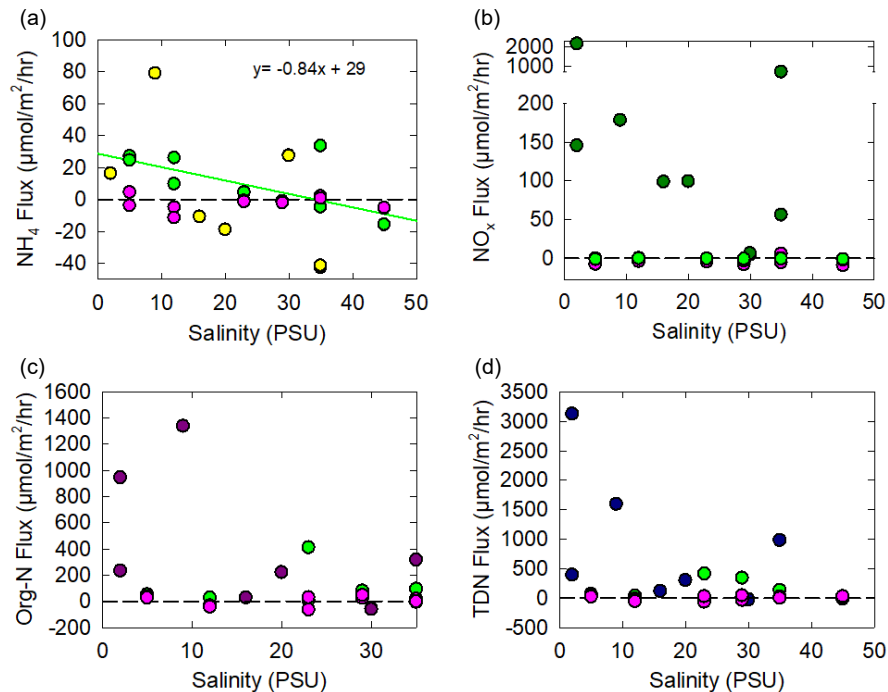 (a)
100
80
60
40
20
0
-20
-40
NH4 Flux (µmol/m²/hr)
y= -0.84x + 29
0 10 20 30 40 50
Salinity (PSU)
(b)
2000
1000
200
150
100
50
0
NOx Flux (µmol/m²/hr)
0 10 20 30 40 50
Salinity (PSU)
(c)
1600
1400
1200
1000
800
600
400
200
0
-200
Org-N Flux (µmol/m²/hr)
0 10 20 30
Salinity (PSU)
(d)
3500
3000
2500
2000
1500
1000
500
0
-500
TDN Flux (µmol/m²/hr)
0 10 20 30 40 50
Salinity (PSU)